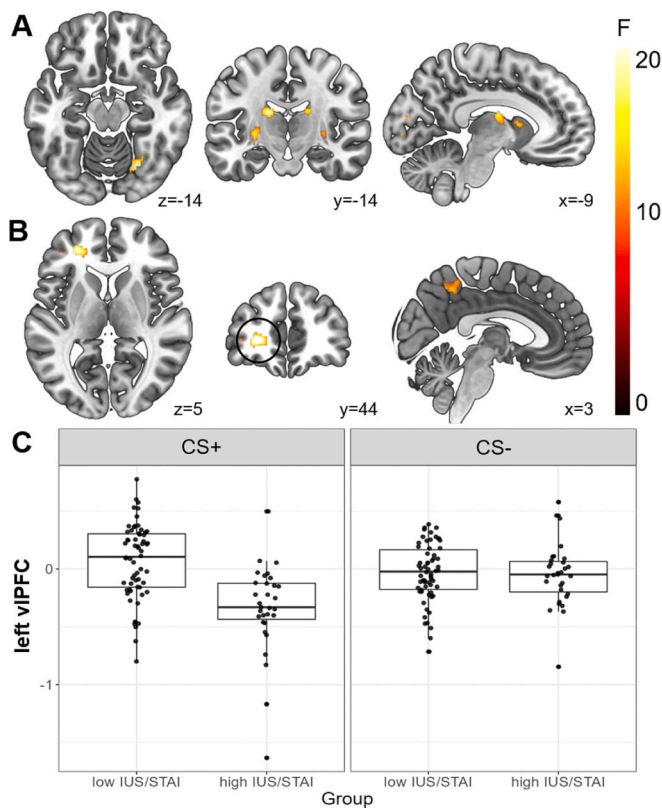 A
F
20
z=-14
y=-14
x=-9
10
B
z=5
y=44
x=3
0
C
CS+
CS-
left vlPFC
0
-1
low IUS/STAI
high IUS/STAI
low IUS/STAI
high IUS/STAI
Group